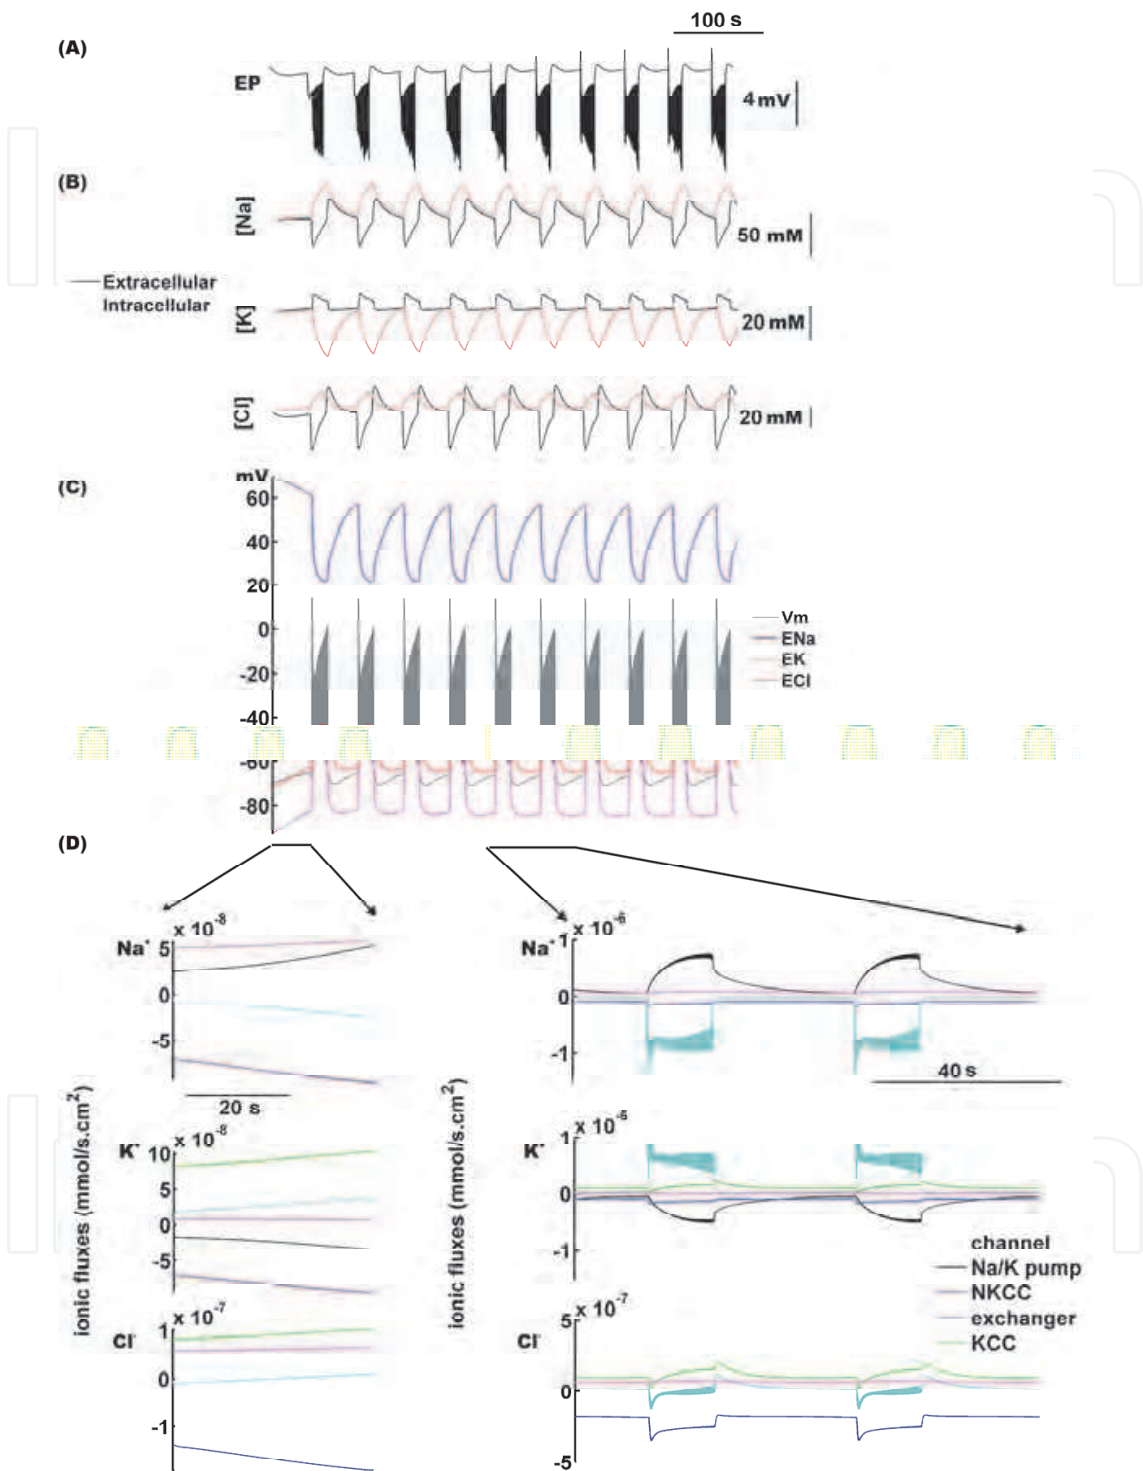 100 s
(A)
EP
4 mV
(B)
[Na]
50 mM
Extracellular
Intracellular
[K]
20 mM
[Cl]
20 mM
(C)
mV
60
40
20
0
-20
-40
-60
-80
Vm
ENa
EK
ECl
(D)
x 10-8
Na+
5
0
-5
20 s
x 10-6
1
0
-1
40 s
ionic fluxes (mmol/s.cm2)
ionic fluxes (mmol/s.cm2)
x 10-8
K+
10
5
0
-5
x 10-6
1
0
-1
x 10-7
Cl-
1
0
-1
x 10-7
5
0
-5
channel
Na/K pump
NKCC
exchanger
KCC